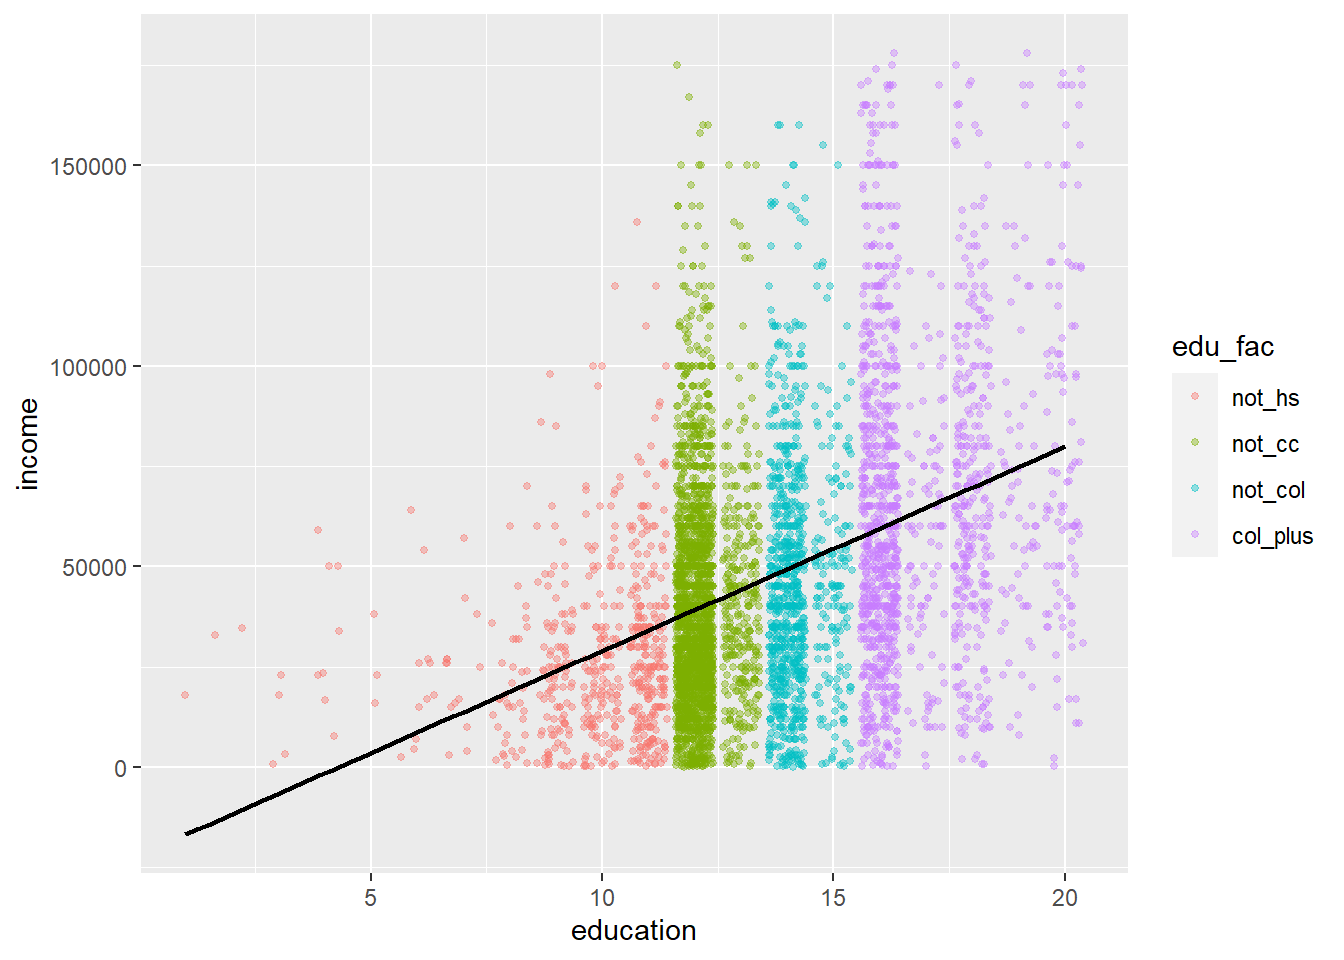 150000
100000
50000
0
income
5
10
15
20
education
edu_fac
not_hs
not_cc
not_col
col_plus